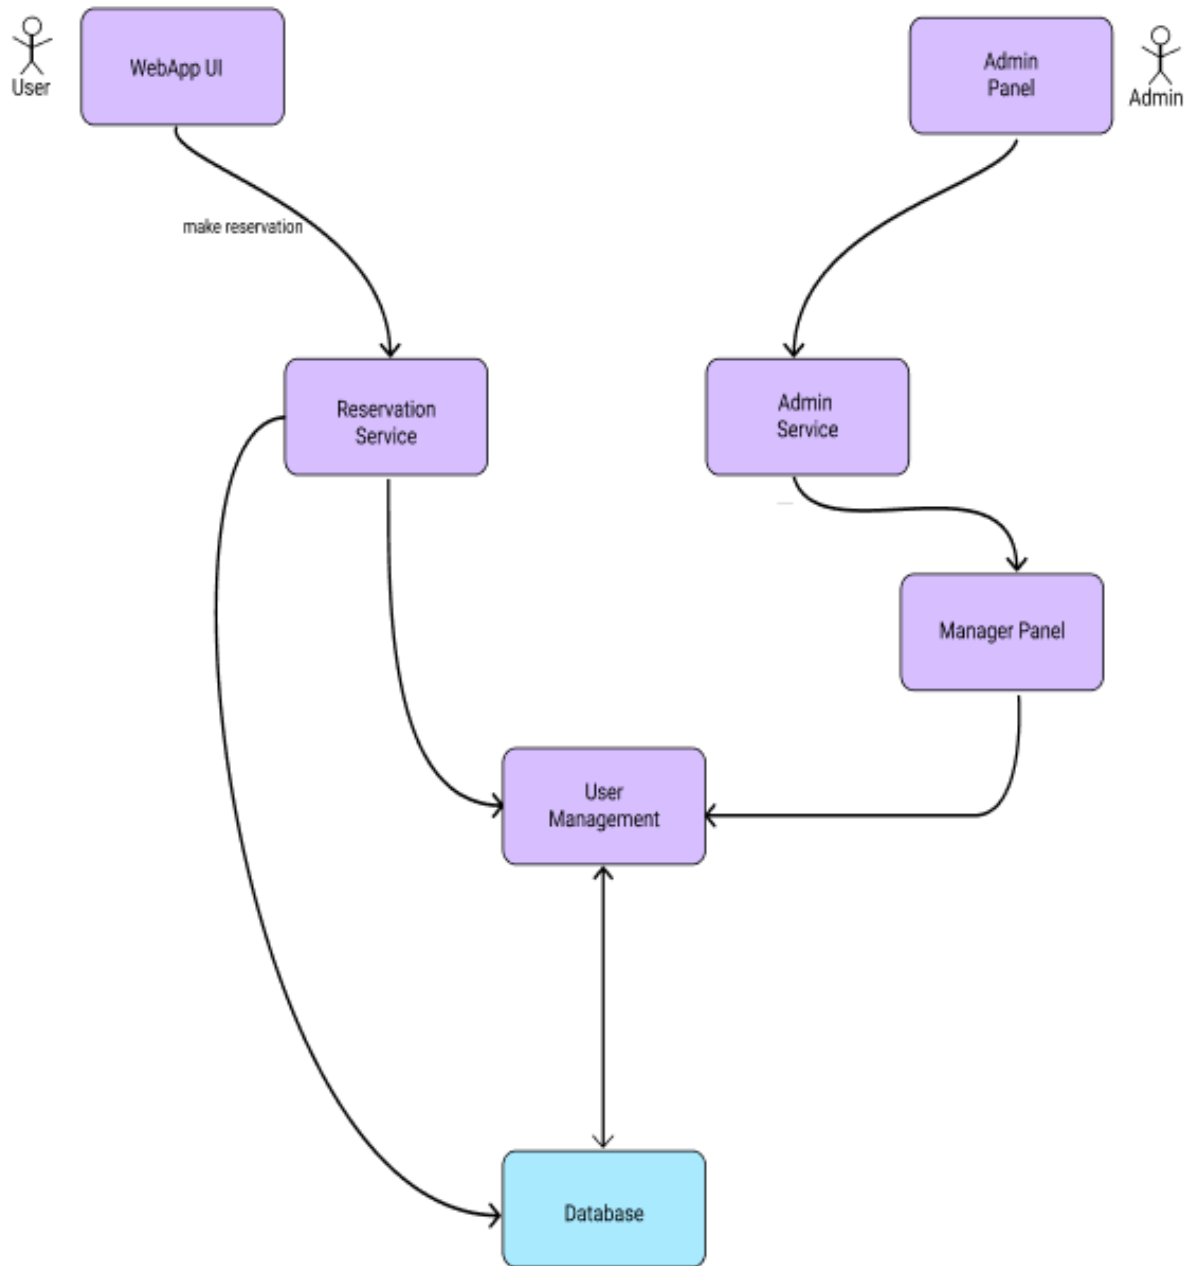 User
WebApp UI
Admin
Panel
Admin
make reservation
Reservation
Service
Admin
Service
Manager Panel
User
Management
Database